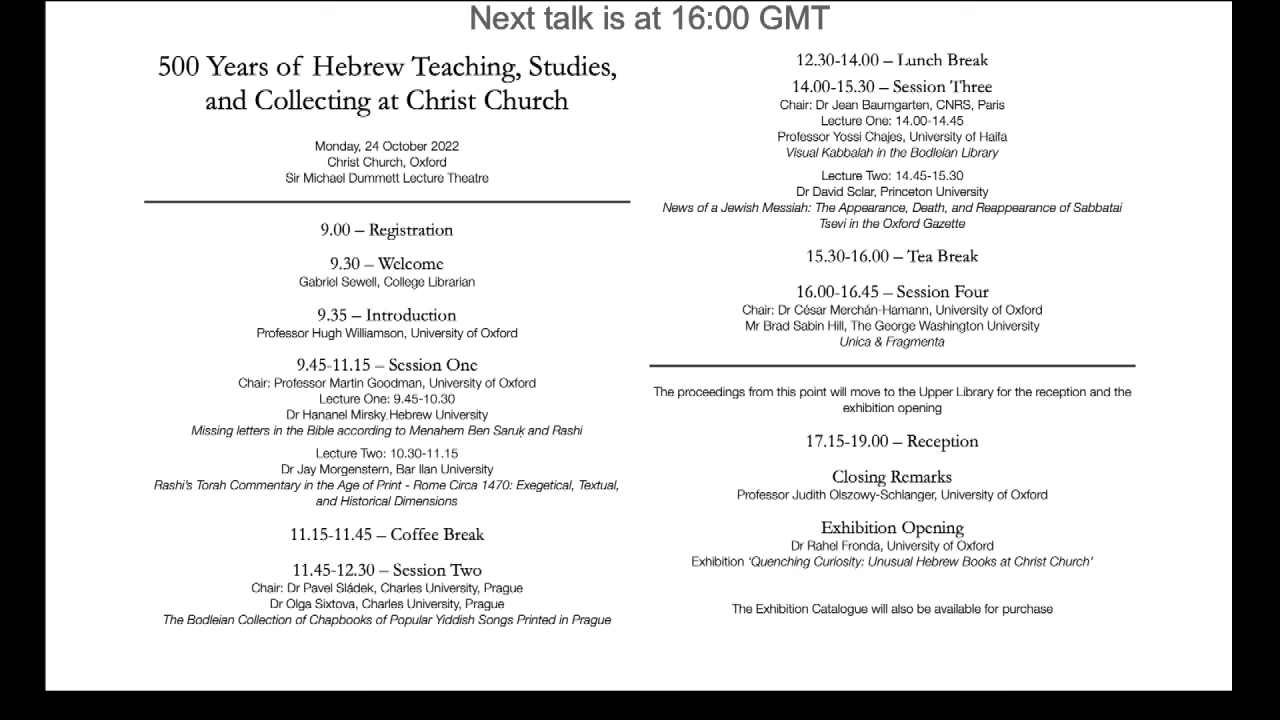 Next talk is at 16:00 GMT
500 Years of Hebrew Teaching, Studies,
and Collecting at Christ Church
Monday, 24 October 2022
Christ Church, Oxford
Sir Michael Dummett Lecture Theatre
9.00 – Registration
9.30 – Welcome
Gabriel Sewell, College Librarian
9.35 – Introduction
Professor Hugh Williamson, University of Oxford
9.45-11.15 – Session One
Chair: Professor Martin Goodman, University of Oxford
Lecture One: 9.45-10.30
Dr Hananel Mirsky, Hebrew University
Missing letters in the Bible according to Menahem Ben Saruḳ and Rashi
Lecture Two: 10.30-11.15
Dr Jay Morgenstern, Bar Ilan University
Rashi's Torah Commentary in the Age of Print - Rome Circa 1470: Exegetical, Textual,
and Historical Dimensions
11.15-11.45 – Coffee Break
11.45-12.30 – Session Two
Chair: Dr Pavel Sládek, Charles University, Prague
Dr Olga Sixtova, Charles University, Prague
The Bodleian Collection of Chapbooks of Popular Yiddish Songs Printed in Prague
12.30-14.00 – Lunch Break
14.00-15.30 – Session Three
Chair: Dr Jean Baumgarten, CNRS, Paris
Lecture One: 14.00-14.45
Professor Yossi Chajes, University of Haifa
Visual Kabbalah in the Bodleian Library
Lecture Two: 14.45-15.30
Dr David Sclar, Princeton University
News of a Jewish Messiah: The Appearance, Death, and Reappearance of Sabbatai
Tsevi in the Oxford Gazette
15.30-16.00 – Tea Break
16.00-16.45 – Session Four
Chair: Dr César Merchán-Hamann, University of Oxford
Mr Brad Sabin Hill, The George Washington University
Unica & Fragmenta
The proceedings from this point will move to the Upper Library for the reception and the
exhibition opening
17.15-19.00 – Reception
Closing Remarks
Professor Judith Olszowy-Schlanger, University of Oxford
Exhibition Opening
Dr Rahel Fronda, University of Oxford
Exhibition ‘Quenching Curiosity: Unusual Hebrew Books at Christ Church’
The Exhibition Catalogue will also be available for purchase